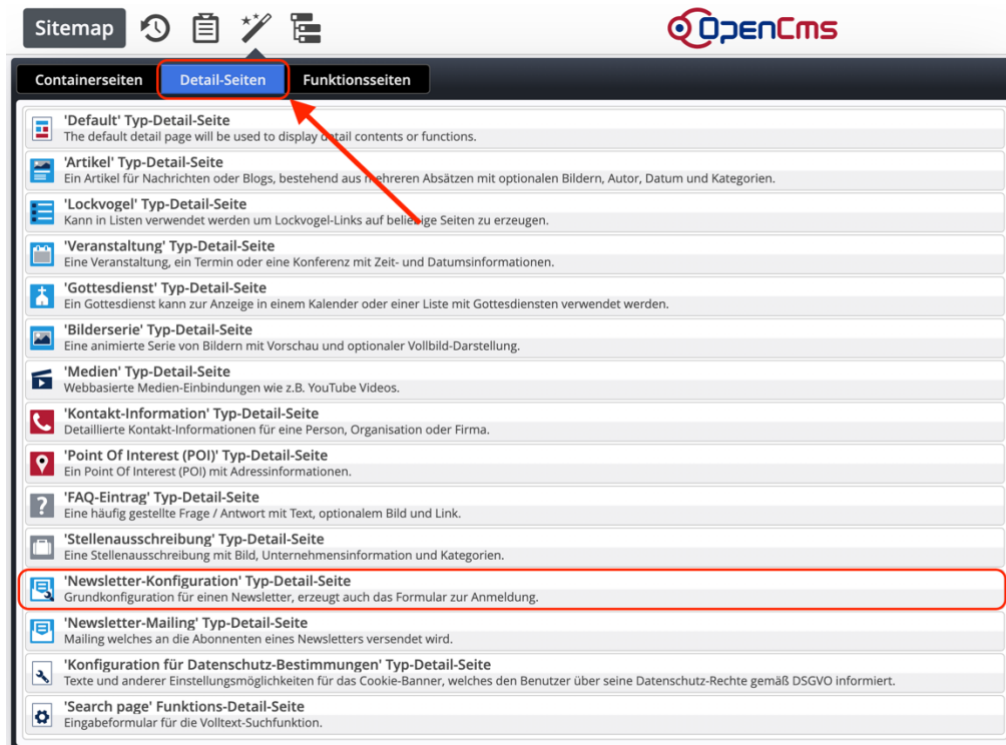 Sitemap
OpenCms
Containerseiten Detail-Seiten Funktionsseiten
'Default' Typ-Detail-Seite
The default detail page will be used to display detail contents or functions.
'Artikel' Typ-Detail-Seite
Ein Artikel für Nachrichten oder Blogs, bestehend aus mehreren Absätzen mit optionalen Bildern, Autor, Datum und Kategorien.
'Lockvogel' Typ-Detail-Seite
Kann in Listen verwendet werden um Lockvogel-Links auf beliebige Seiten zu erzeugen.
'Veranstaltung' Typ-Detail-Seite
Eine Veranstaltung, ein Termin oder eine Konferenz mit Zeit- und Datumsinformationen.
'Gottesdienst' Typ-Detail-Seite
Ein Gottesdienst kann zur Anzeige in einem Kalender oder einer Liste mit Gottesdiensten verwendet werden.
'Bilderserie' Typ-Detail-Seite
Eine animierte Serie von Bildern mit Vorschau und optionaler Vollbild-Darstellung.
'Medien' Typ-Detail-Seite
Webbasierte Medien-Einbindungen wie z.B. YouTube Videos.
'Kontakt-Information' Typ-Detail-Seite
Detaillierte Kontakt-Informationen für eine Person, Organisation oder Firma.
'Point Of Interest (POI)' Typ-Detail-Seite
Ein Point Of Interest (POI) mit Adressinformationen.
'FAQ-Eintrag' Typ-Detail-Seite
Eine häufig gestellte Frage / Antwort mit Text, optionalem Bild und Link.
'Stellenausschreibung' Typ-Detail-Seite
Eine Stellenausschreibung mit Bild, Unternehmensinformation und Kategorien.
'Newsletter-Konfiguration' Typ-Detail-Seite
Grundkonfiguration für einen Newsletter, erzeugt auch das Formular zur Anmeldung.
'Newsletter-Mailing' Typ-Detail-Seite
Mailing welches an die Abonnenten eines Newsletters versendet wird.
'Konfiguration für Datenschutz-Bestimmungen' Typ-Detail-Seite
Texte und anderer Einstellungsmöglichkeiten für das Cookie-Banner, welches den Benutzer über seine Datenschutz-Rechte gemäß DSGVO informiert.
'Search page' Funktions-Detail-Seite
Eingabeformular für die Volltext-Suchfunktion.